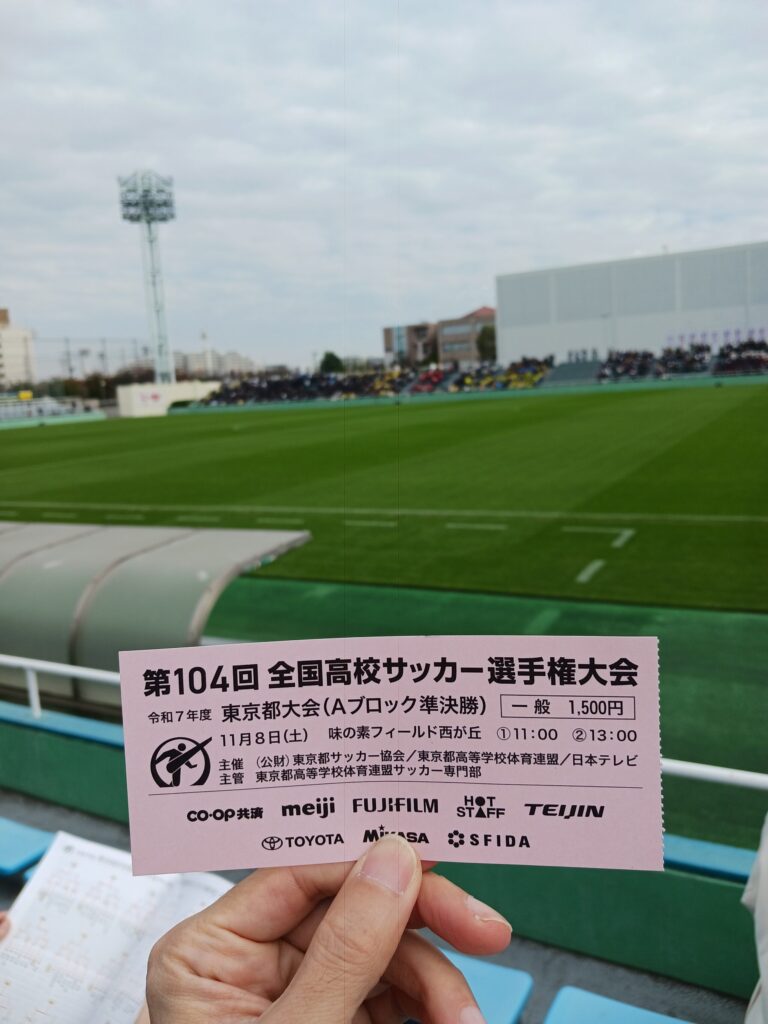 第104回 全国高校サッカー選手権大会
令和7年度 東京都大会(Aブロック準決勝) 一般 1,500円
11月8日(土) 味の素フィールド西が丘 ①11:00 ②13:00
主催 (公財)東京都サッカー協会/東京都高等学校体育連盟/日本テレビ
主管 東京都高等学校体育連盟サッカー専門部
CO·OP共済 meiji FUJIFILM HOT STAFF TEIJIN
TOYOTA MIKASA SFIDA